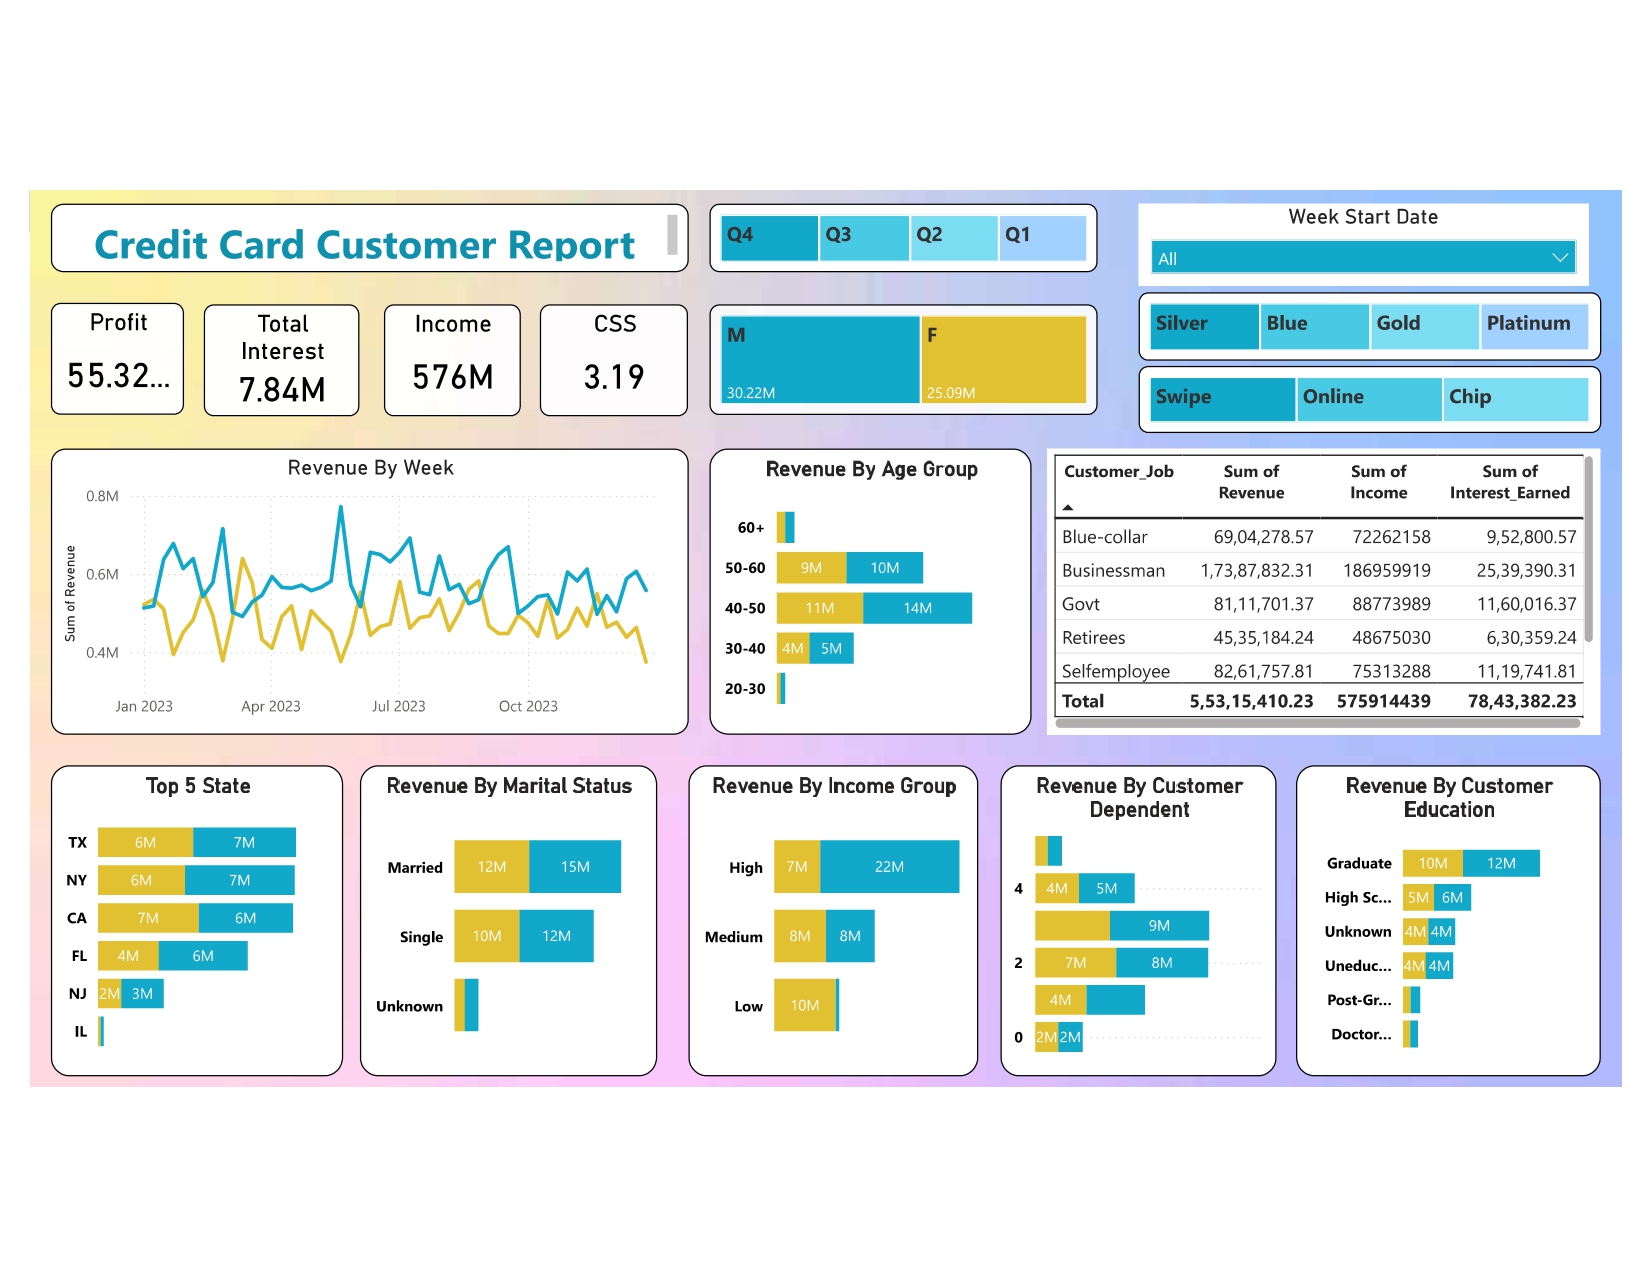 Credit Card Customer Report
Q4 Q3 Q2 Q1
Week Start Date
All
Profit
55.32...
Total
Interest
7.84M
Income
576M
CSS
3.19
M
30.22M
F
25.09M
Silver Blue Gold Platinum
Swipe Online Chip
Revenue By Week
Sum of Revenue
0.8M
0.6M
0.4M
Jan 2023 Apr 2023 Jul 2023 Oct 2023
Revenue By Age Group
60+
50-60 9M 10M
40-50 11M 14M
30-40 4M 5M
20-30
Customer_Job Sum of Revenue Sum of Income Sum of Interest_Earned
Blue-collar 69,04,278.57 72262158 9,52,800.57
Businessman 1,73,87,832.31 186959919 25,39,390.31
Govt 81,11,701.37 88773989 11,60,016.37
Retirees 45,35,184.24 48675030 6,30,359.24
Selfemployee 82,61,757.81 75313288 11,19,741.81
Total 5,53,15,410.23 575914439 78,43,382.23
Top 5 State
TX 6M 7M
NY 6M 7M
CA 7M 6M
FL 4M 6M
NJ 2M 3M
IL
Revenue By Marital Status
Married 12M 15M
Single 10M 12M
Unknown
Revenue By Income Group
High 7M 22M
Medium 8M 8M
Low 10M
Revenue By Customer
Dependent
4 4M 5M
9M
2 7M 8M
4M
0 2M 2M
Revenue By Customer
Education
Graduate 10M 12M
High Sc... 5M 6M
Unknown 4M 4M
Uneduc... 4M 4M
Post-Gr...
Doctor...